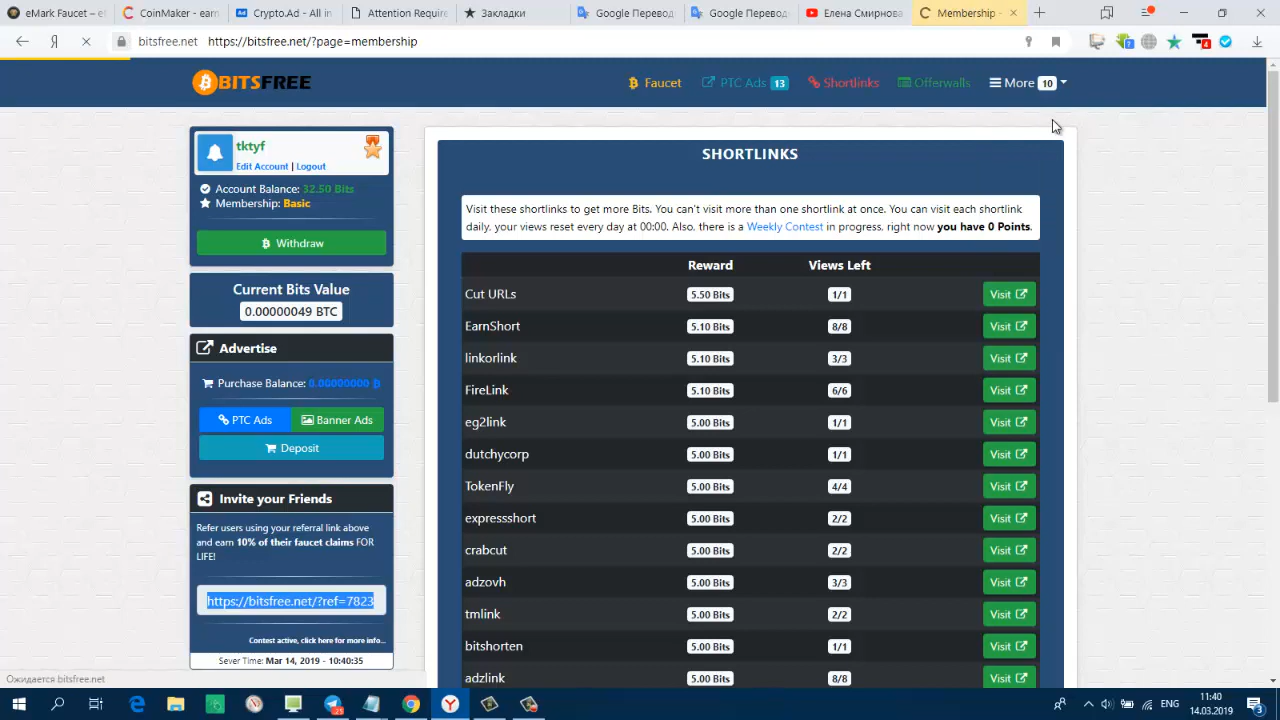 eMark Faucet – el
CoinMaker - earn
Crypto.Ad - All in
Attention Require
Закладки
Google Перевод
Google Перевод
Елена Смирнова
Membership -
bitsfree.net https://bitsfree.net/?page=membership
BITSFREE
Faucet
PTC Ads 13
Shortlinks
Offerwalls
More 10
tktyf
Edit Account | Logout
Account Balance: 32.50 Bits
Membership: Basic
Withdraw
Current Bits Value
0.00000049 BTC
Advertise
Purchase Balance: 0.00000000
PTC Ads Banner Ads
Deposit
Invite your Friends
Refer users using your referral link above
and earn 10% of their faucet claims FOR
LIFE!
https://bitsfree.net/?ref=7823
Contest active, click here for more info...
Sever Time: Mar 14, 2019 - 10:40:35
SHORTLINKS
Visit these shortlinks to get more Bits. You can't visit more than one shortlink at once. You can visit each shortlink
daily, your views reset every day at 00:00. Also, there is a Weekly Contest in progress, right now you have 0 Points.
Reward Views Left
Cut URLs 5.50 Bits 1/1 Visit
EarnShort 5.10 Bits 8/8 Visit
linkorlink 5.10 Bits 3/3 Visit
FireLink 5.10 Bits 6/6 Visit
eg2link 5.00 Bits 1/1 Visit
dutchycorp 5.00 Bits 1/1 Visit
TokenFly 5.00 Bits 4/4 Visit
expressshort 5.00 Bits 2/2 Visit
crabcut 5.00 Bits 2/2 Visit
adzovh 5.00 Bits 3/3 Visit
tmlink 5.00 Bits 2/2 Visit
bitshorten 5.00 Bits 1/1 Visit
adzlink 5.00 Bits 8/8 Visit
Ожидается bitsfree.net
ENG
11:40
14.03.2019
3